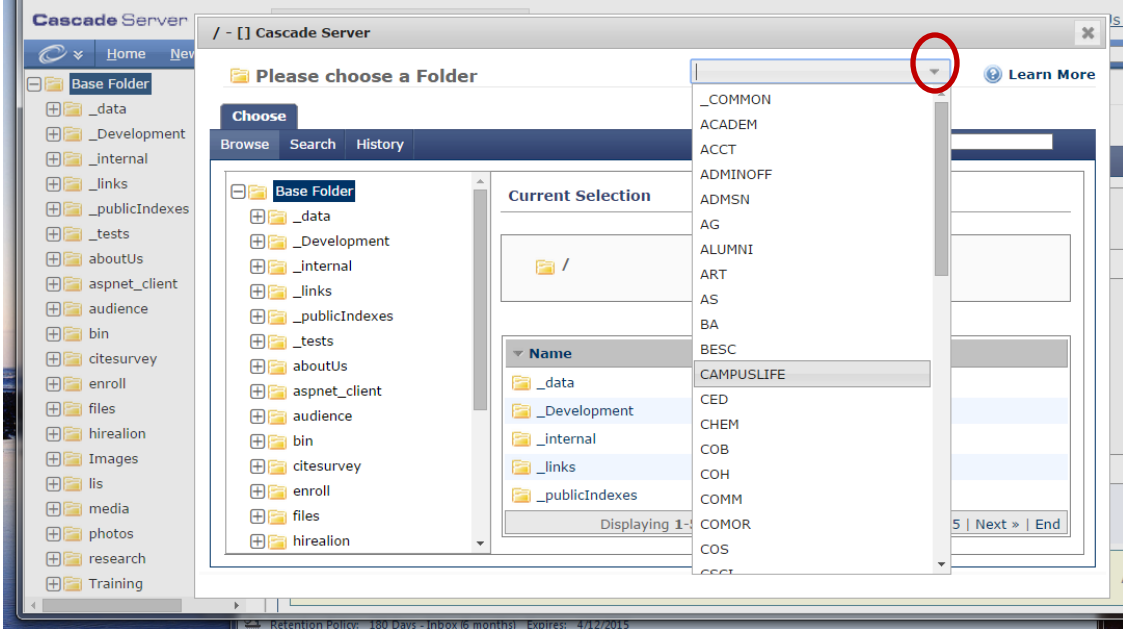 Cascade Server
Home
/ - [] Cascade Server
Base Folder
_data
_Development
_internal
_links
_publicIndexes
_tests
aboutUs
aspnet_client
audience
bin
citesurvey
enroll
files
hirealion
Images
lis
media
photos
research
Training
Please choose a Folder
Learn More
Choose
Browse Search History
Base Folder
_data
_Development
_internal
_links
_publicIndexes
_tests
aboutUs
aspnet_client
audience
bin
citesurvey
enroll
files
hirealion
Current Selection
/
Name
_data
_Development
_internal
_links
_publicIndexes
Displaying 1-
5 | Next » | End
_COMMON
ACADEM
ACCT
ADMINOFF
ADMSN
AG
ALUMNI
ART
AS
BA
BESC
CAMPUSLIFE
CED
CHEM
COB
COH
COMM
COMOR
COS
CSCI
Retention Policy: 180 Days - Inbox (6 months) Expires: 4/12/2015